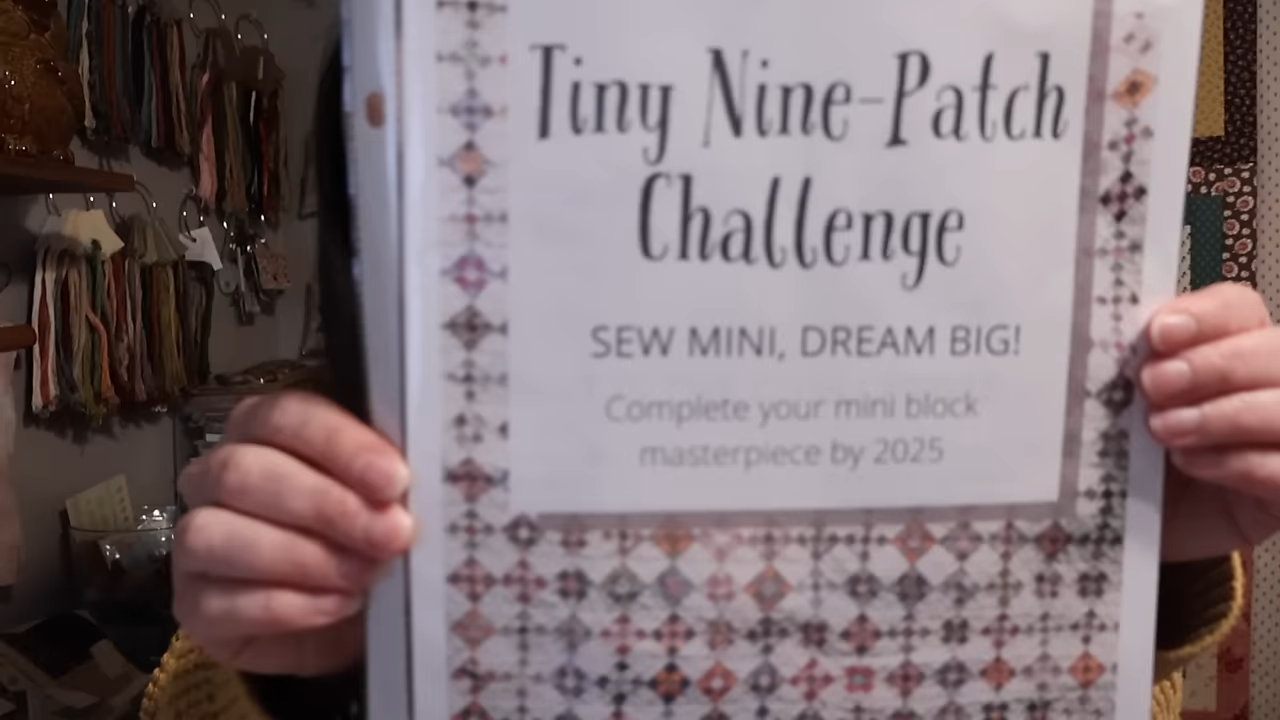 Tiny Nine-Patch
Challenge
SEW MINI, DREAM BIG!
Complete your mini block
masterpiece by 2025